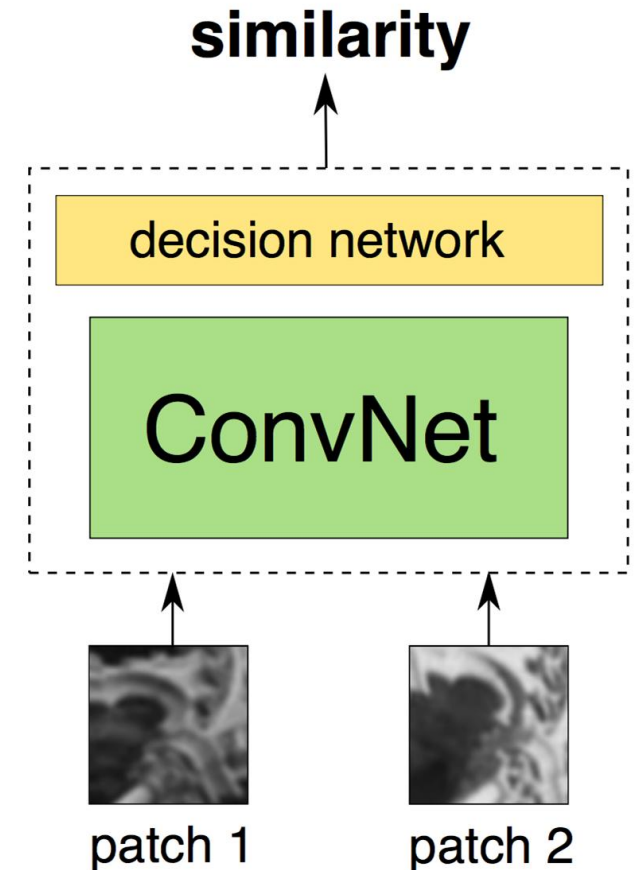 similarity
decision network
ConvNet
patch 1
patch 2